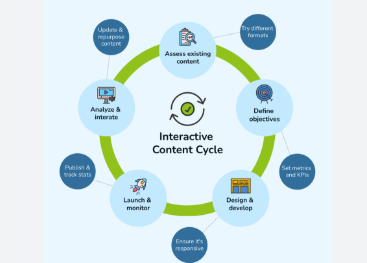 Update &
repurpose
content
Try different
formats
Assess existing
content
Analyze &
interate
Define
objectives
Interactive
Content Cycle
Publish &
track stats
Set metrics
and KPIs
Launch &
monitor
Design &
develop
Ensure it's
responsive